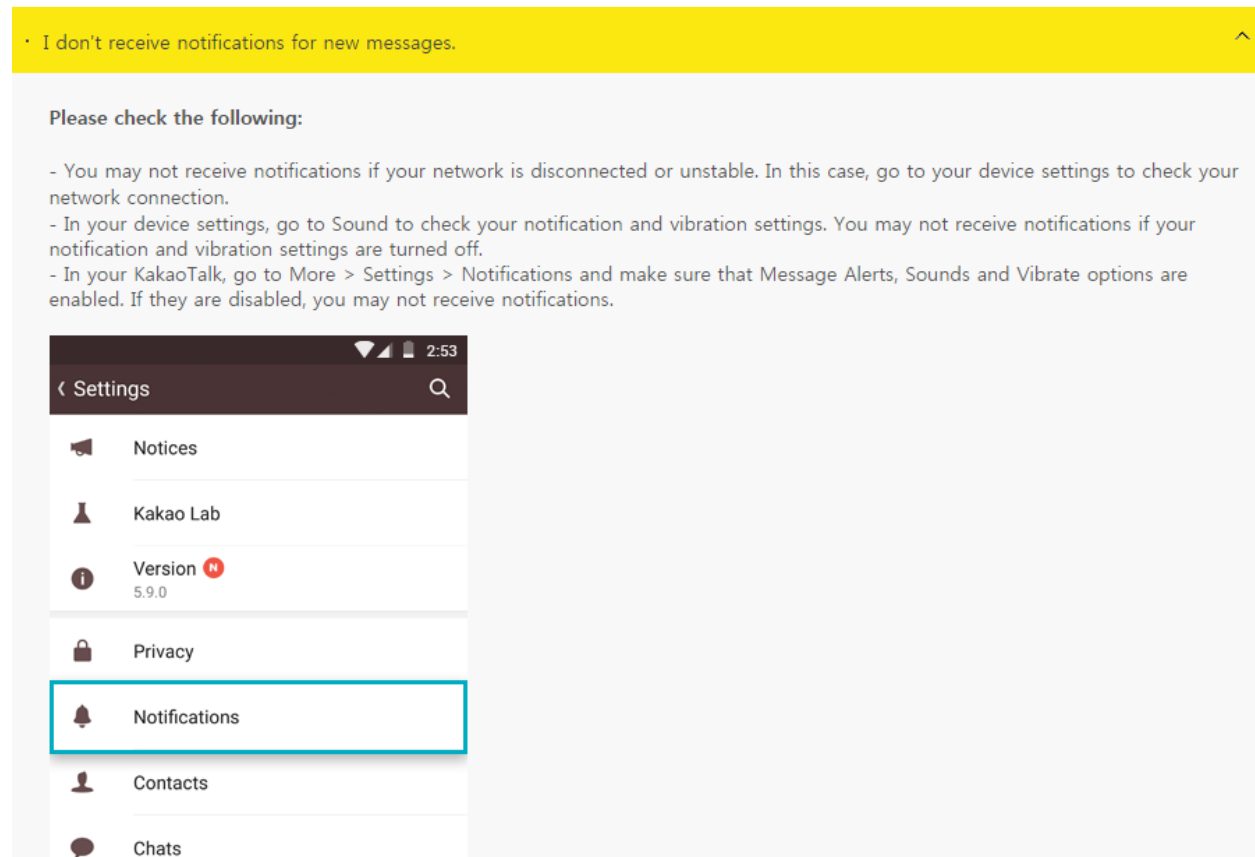 · I don't receive notifications for new messages.
Please check the following:
- You may not receive notifications if your network is disconnected or unstable. In this case, go to your device settings to check your
network connection.
- In your device settings, go to Sound to check your notification and vibration settings. You may not receive notifications if your
notification and vibration settings are turned off.
- In your KakaoTalk, go to More > Settings > Notifications and make sure that Message Alerts, Sounds and Vibrate options are
enabled. If they are disabled, you may not receive notifications.
2:53
Settings
Notices
Kakao Lab
Version N
5.9.0
Privacy
Notifications
Contacts
Chats